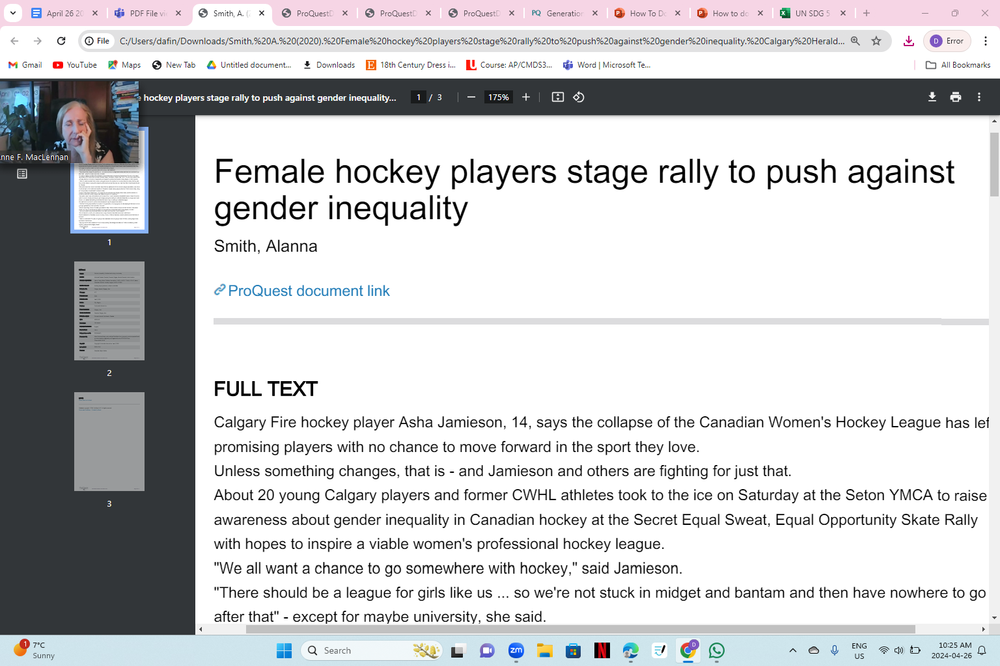 April 26 20
PDF File vi
Smith, A. (2
ProQuestD
ProQuestD
ProQuestD
PQ
Generation
How To Do
How to do
UN SDG 5
File
C:/Users/dafin/Downloads/Smith,%20A.%20(2020).%20Female%20hockey%20players%20stage%20rally%20to%20push%20against%20gender%20inequality.%20Calgary%20Herald...
D
Error
Gmail
YouTube
Maps
New Tab
Untitled document...
Downloads
E
18th Century Dress i...
Course: AP/CMDS3...
Word | Microsoft Te...
All Bookmarks
hockey players stage rally to push against gender inequality...
1 / 3
175%
nne F. MacLennan
1
2
3
Female hockey players stage rally to push against
gender inequality
Smith, Alanna
ProQuest document link
FULL TEXT
Calgary Fire hockey player Asha Jamieson, 14, says the collapse of the Canadian Women's Hockey League has lef
promising players with no chance to move forward in the sport they love.
Unless something changes, that is - and Jamieson and others are fighting for just that.
About 20 young Calgary players and former CWHL athletes took to the ice on Saturday at the Seton YMCA to raise
awareness about gender inequality in Canadian hockey at the Secret Equal Sweat, Equal Opportunity Skate Rally
with hopes to inspire a viable women's professional hockey league.
"We all want a chance to go somewhere with hockey," said Jamieson.
"There should be a league for girls like us ... so we're not stuck in midget and bantam and then have nowhere to go
after that" - except for maybe university, she said.
1
7°C
Sunny
Search
zm
N
D
ENG
US
10:25 AM
2024-04-26